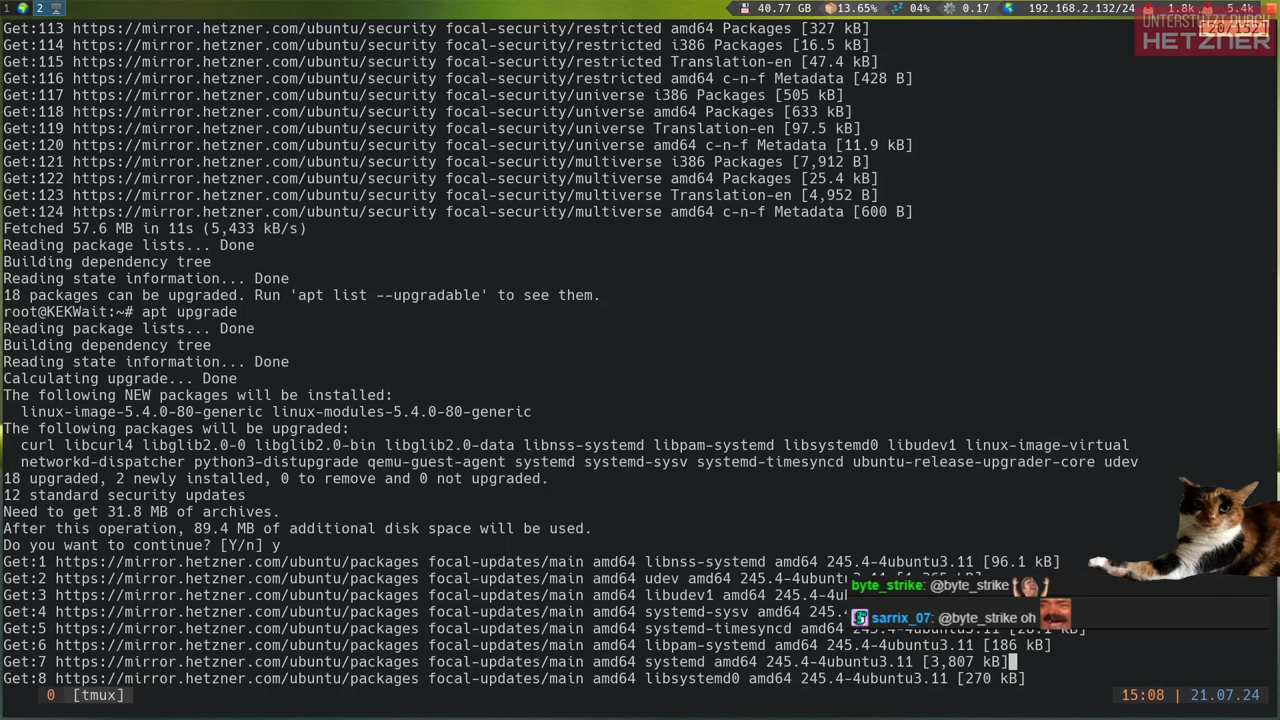 1 2 40.77 GB 13.65% 04% 0.17 192.168.2.132/24 1.8k 5.4k
UNTERSTÜTZT DURCH
[20/132]
HETZNER
Get:113 https://mirror.hetzner.com/ubuntu/security focal-security/restricted amd64 Packages [327 kB]
Get:114 https://mirror.hetzner.com/ubuntu/security focal-security/restricted i386 Packages [16.5 kB]
Get:115 https://mirror.hetzner.com/ubuntu/security focal-security/restricted Translation-en [47.4 kB]
Get:116 https://mirror.hetzner.com/ubuntu/security focal-security/restricted amd64 c-n-f Metadata [428 B]
Get:117 https://mirror.hetzner.com/ubuntu/security focal-security/universe i386 Packages [505 kB]
Get:118 https://mirror.hetzner.com/ubuntu/security focal-security/universe amd64 Packages [633 kB]
Get:119 https://mirror.hetzner.com/ubuntu/security focal-security/universe Translation-en [97.5 kB]
Get:120 https://mirror.hetzner.com/ubuntu/security focal-security/universe amd64 c-n-f Metadata [11.9 kB]
Get:121 https://mirror.hetzner.com/ubuntu/security focal-security/multiverse i386 Packages [7,912 B]
Get:122 https://mirror.hetzner.com/ubuntu/security focal-security/multiverse amd64 Packages [25.4 kB]
Get:123 https://mirror.hetzner.com/ubuntu/security focal-security/multiverse Translation-en [4,952 B]
Get:124 https://mirror.hetzner.com/ubuntu/security focal-security/multiverse amd64 c-n-f Metadata [600 B]
Fetched 57.6 MB in 11s (5,433 kB/s)
Reading package lists... Done
Building dependency tree
Reading state information... Done
18 packages can be upgraded. Run 'apt list --upgradable' to see them.
root@KEKWait:~# apt upgrade
Reading package lists... Done
Building dependency tree
Reading state information... Done
Calculating upgrade... Done
The following NEW packages will be installed:
linux-image-5.4.0-80-generic linux-modules-5.4.0-80-generic
The following packages will be upgraded:
curl libcurl4 libglib2.0-0 libglib2.0-bin libglib2.0-data libnss-systemd libpam-systemd libsystemd0 libudev1 linux-image-virtual
networkd-dispatcher python3-distupgrade qemu-guest-agent systemd systemd-sysv systemd-timesyncd ubuntu-release-upgrader-core udev
18 upgraded, 2 newly installed, 0 to remove and 0 not upgraded.
12 standard security updates
Need to get 31.8 MB of archives.
After this operation, 89.4 MB of additional disk space will be used.
Do you want to continue? [Y/n] y
Get:1 https://mirror.hetzner.com/ubuntu/packages focal-updates/main amd64 libnss-systemd amd64 245.4-4ubuntu3.11 [96.1 kB]
Get:2 https://mirror.hetzner.com/ubuntu/packages focal-updates/main amd64 udev amd64 245.4-4ubuntu3.11
byte_strike: @byte_strike
Get:3 https://mirror.hetzner.com/ubuntu/packages focal-updates/main amd64 libudev1 amd64 245.4-4ub
Get:4 https://mirror.hetzner.com/ubuntu/packages focal-updates/main amd64 systemd-sysv amd64 245.
sarrix_07: @byte_strike oh
Get:5 https://mirror.hetzner.com/ubuntu/packages focal-updates/main amd64 systemd-timesyncd amd64 245.4-4ubuntu3.11 [28.1 kB]
Get:6 https://mirror.hetzner.com/ubuntu/packages focal-updates/main amd64 libpam-systemd amd64 245.4-4ubuntu3.11 [186 kB]
Get:7 https://mirror.hetzner.com/ubuntu/packages focal-updates/main amd64 systemd amd64 245.4-4ubuntu3.11 [3,807 kB]
Get:8 https://mirror.hetzner.com/ubuntu/packages focal-updates/main amd64 libsystemd0 amd64 245.4-4ubuntu3.11 [270 kB]
0 [tmux] 15:08 | 21.07.24